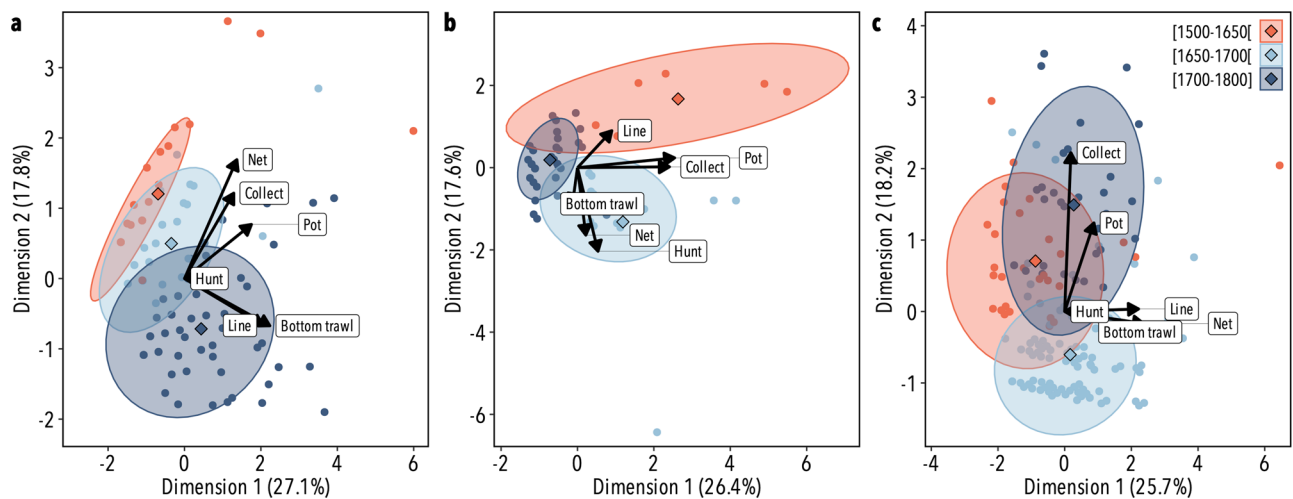 a
3
2
1
0
-1
-2
-2
0
2
4
6
Dimension 1 (27.1%)
Dimension 2 (17.8%)
Net
Collect
Pot
Hunt
Line
Bottom trawl
b
2
0
-2
-4
-6
-2
0
2
4
6
Dimension 1 (26.4%)
Dimension 2 (17.6%)
Line
Pot
Collect
Bottom trawl
Net
Hunt
c
[1500-1650[
[1650-1700[
[1700-1800]
4
3
2
1
0
-1
-4
-2
0
2
4
6
Dimension 1 (25.7%)
Dimension 2 (18.2%)
Collect
Pot
Hunt
Line
Bottom trawl
Net